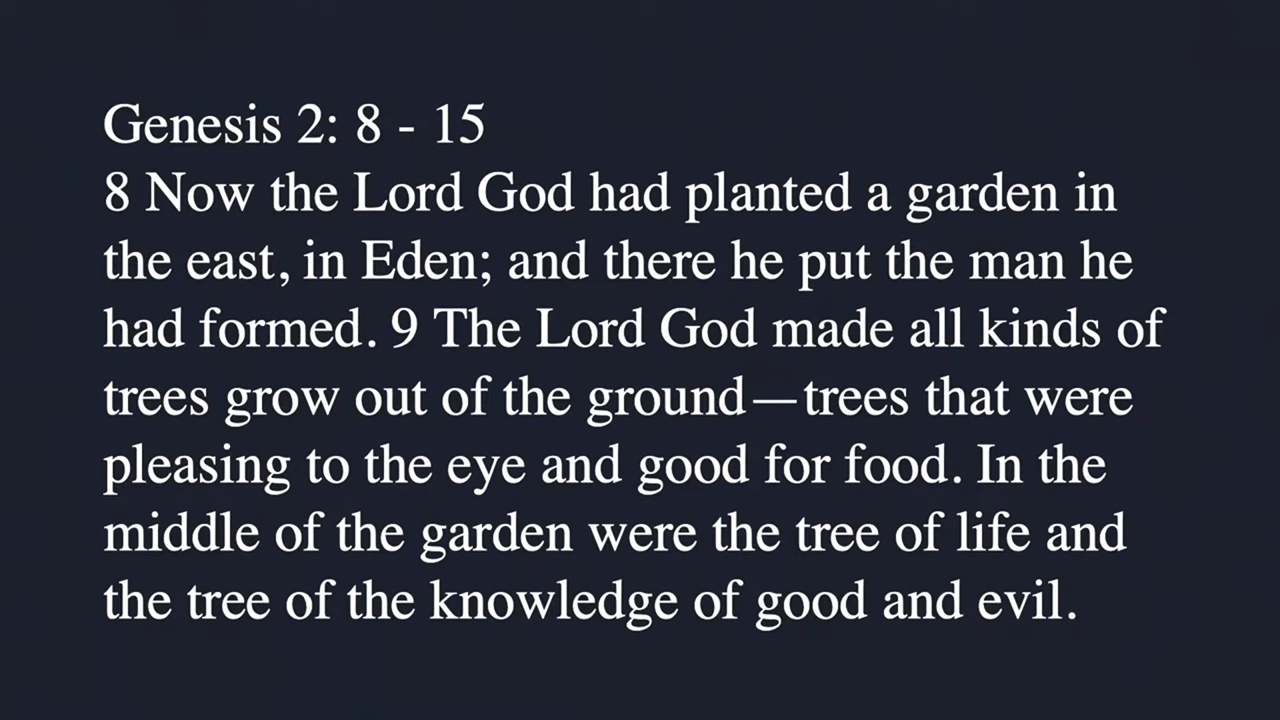 Genesis 2: 8 - 15
8 Now the Lord God had planted a garden in
the east, in Eden; and there he put the man he
had formed. 9 The Lord God made all kinds of
trees grow out of the ground—trees that were
pleasing to the eye and good for food. In the
middle of the garden were the tree of life and
the tree of the knowledge of good and evil.